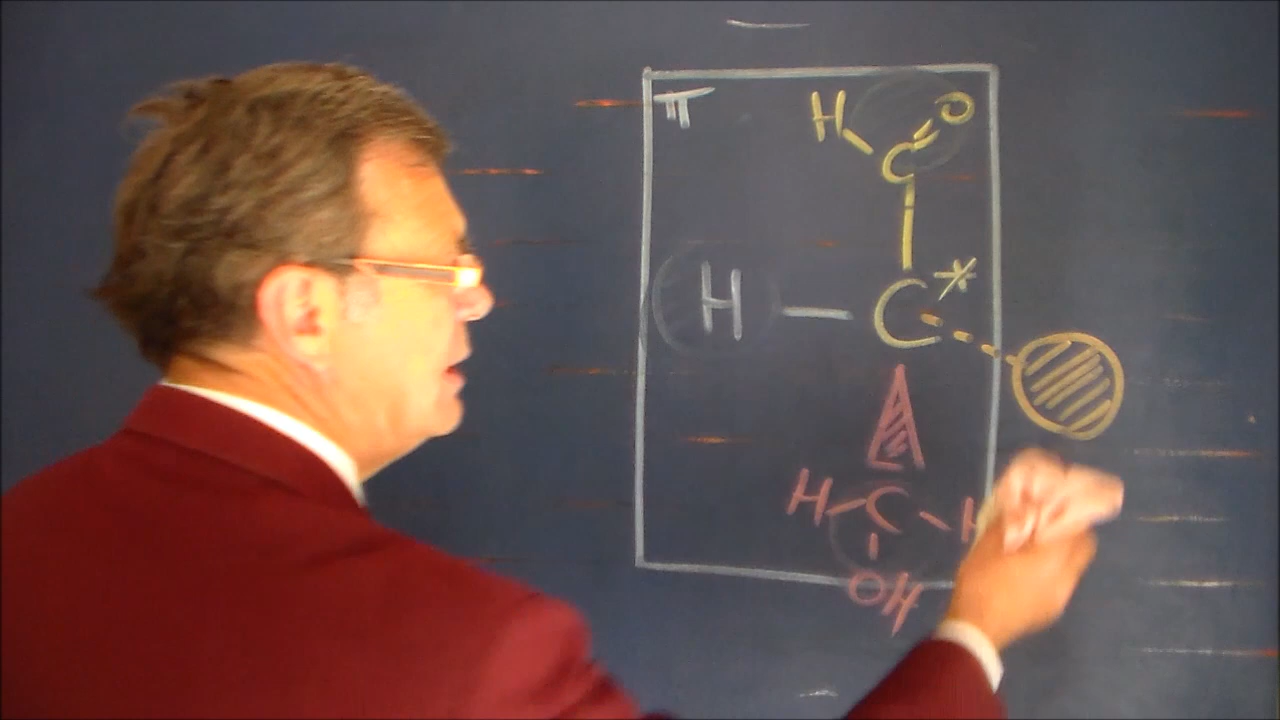 π H O
C
H C *
H C H
OH